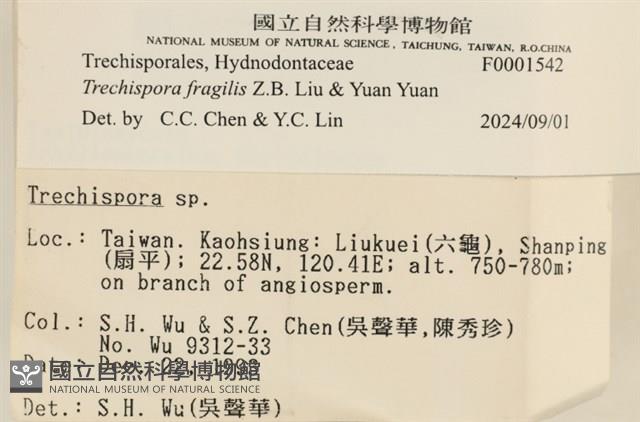 國立自然科學博物館
NATIONAL MUSEUM OF NATURAL SCIENCE, TAICHUNG, TAIWAN, R.O.CHINA
Trechisporales, Hydnodontaceae F0001542
Trechispora fragilis Z.B. Liu & Yuan Yuan
Det. by C.C. Chen & Y.C. Lin 2024/09/01
Trechispora sp.
Loc.: Taiwan. Kaohsiung: Liukuei(六龜), Shanping
(扇平); 22.58N, 120.41E; alt. 750-780m;
on branch of angiosperm.
Col.: S.H. Wu & S.Z. Chen(吳聲華,陳秀珍)
No. Wu 9312-33
Date: Dec. 22, 1993
國立自然科學博物館
NATIONAL MUSEUM OF NATURAL SCIENCE
Det.: S.H. Wu(吳聲華)